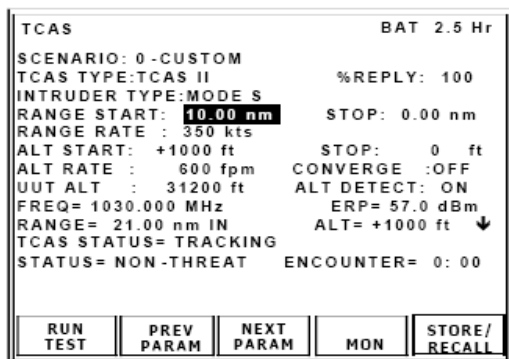 TCAS BAT 2.5 Hr
SCENARIO: 0 -CUSTOM
TCAS TYPE:TCAS II %REPLY: 100
INTRUDER TYPE:MODE S
RANGE START: 10.00 nm STOP: 0.00 nm
RANGE RATE : 350 kts
ALT START: +1000 ft STOP: 0 ft
ALT RATE : 600 fpm CONVERGE :OFF
UUT ALT : 31200 ft ALT DETECT: ON
FREQ= 1030.000 MHz ERP= 57.0 dBm
RANGE= 21.00 nm IN ALT= +1000 ft ↓
TCAS STATUS= TRACKING
STATUS= NON-THREAT ENCOUNTER= 0: 00
RUN TEST PREV PARAM NEXT PARAM MON STORE/ RECALL